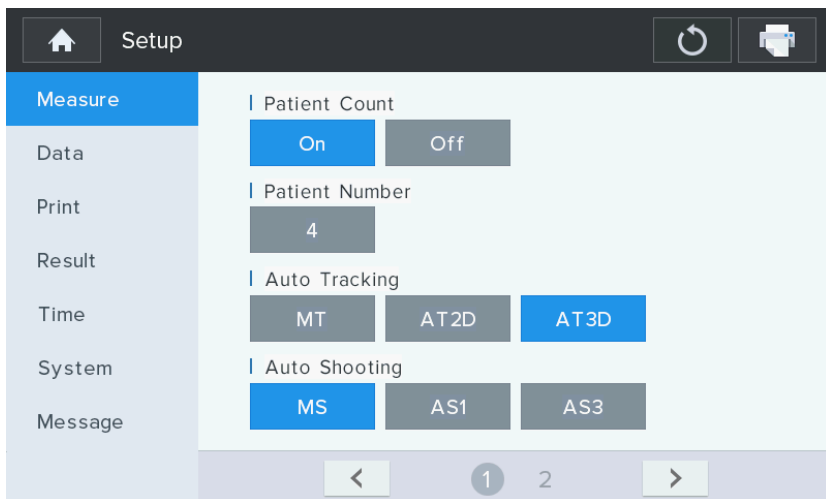 Setup
Measure
Data
Print
Result
Time
System
Message
Patient Count
On Off
Patient Number
4
Auto Tracking
MT AT2D AT3D
Auto Shooting
MS AS1 AS3
< 1 2 >